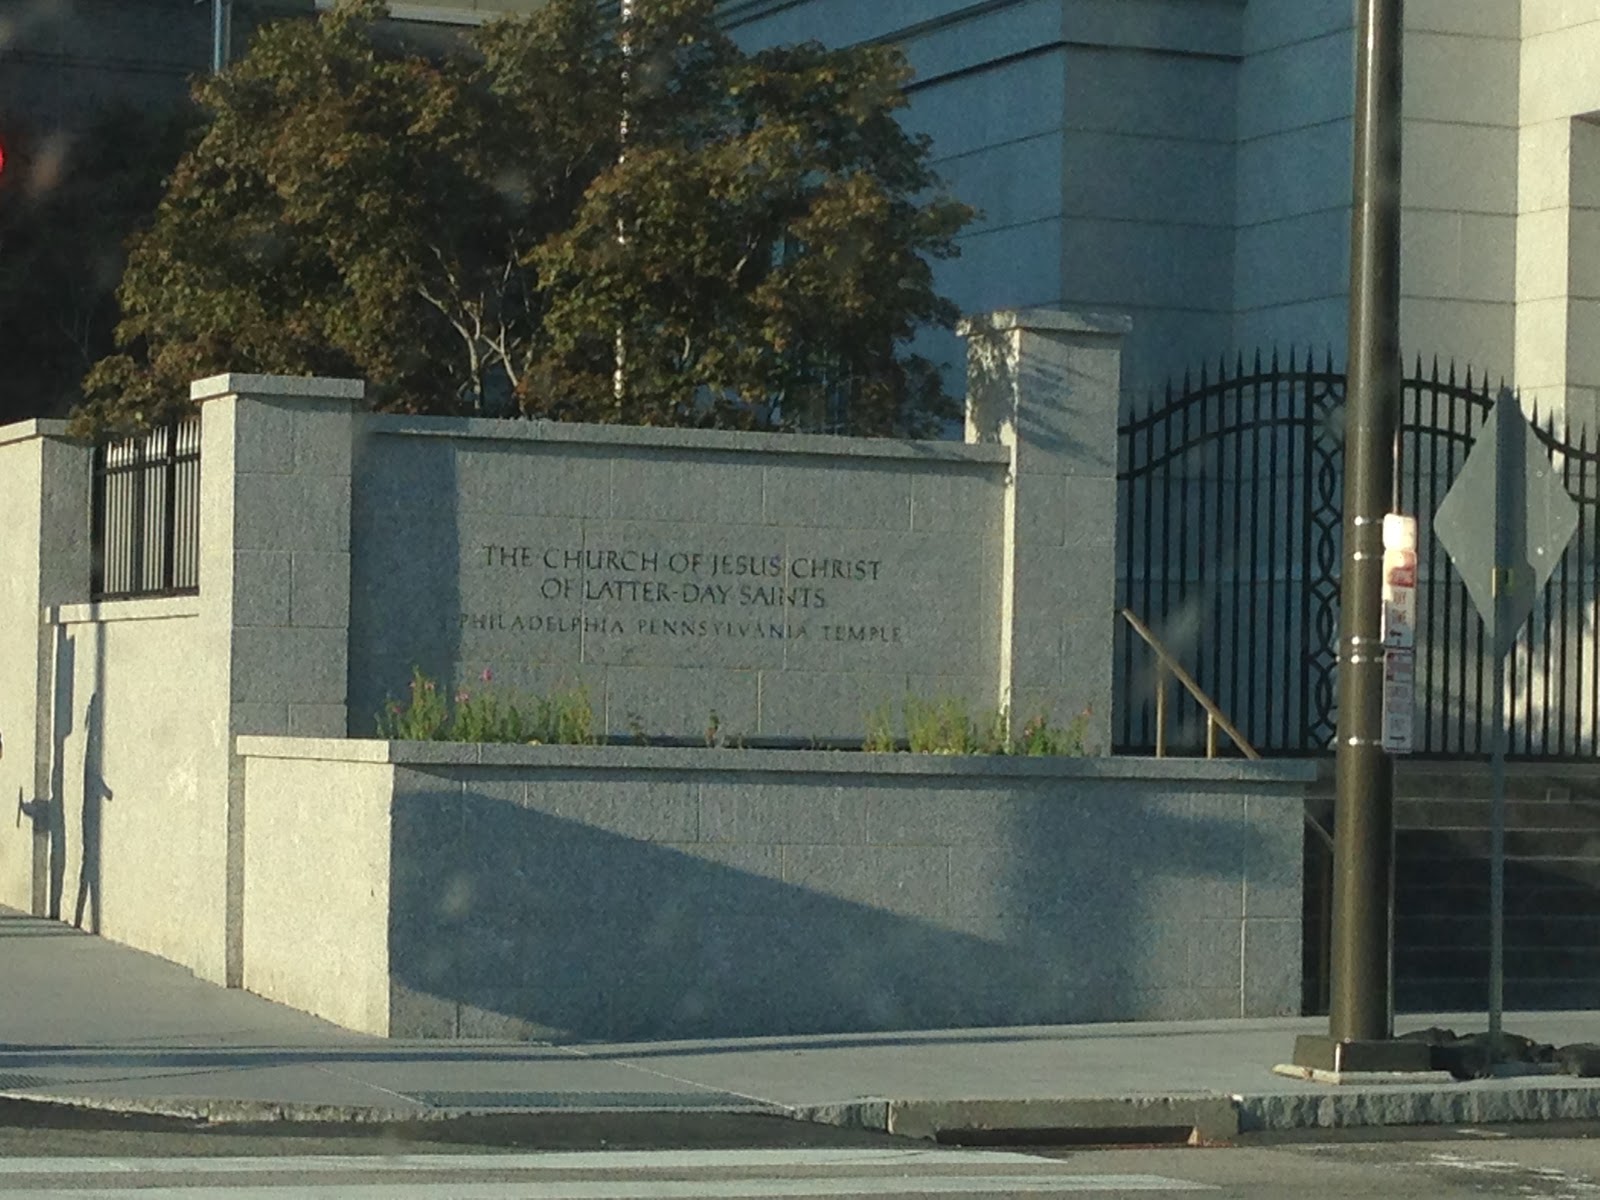 THE CHURCH OF JESUS CHRIST
OF LATTER-DAY SAINTS
PHILADELPHIA PENNSYLVANIA TEMPLE